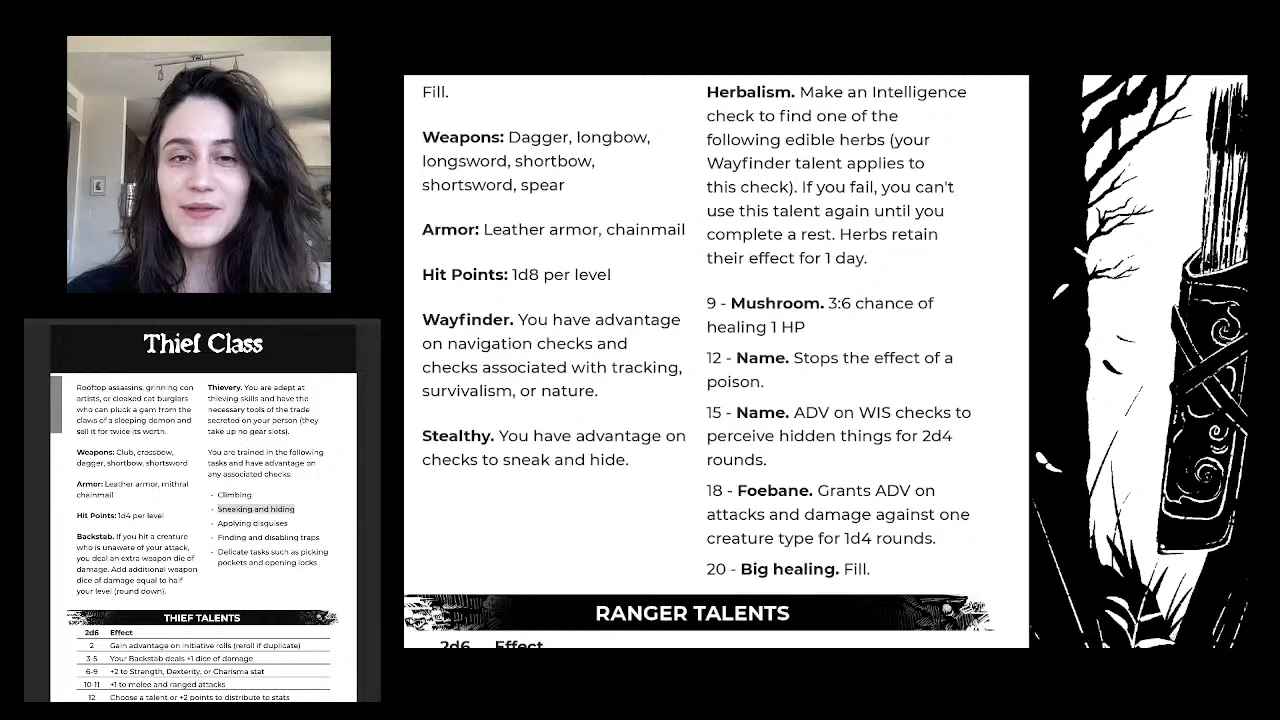 Fill.
Weapons: Dagger, longbow,
longsword, shortbow,
shortsword, spear
Armor: Leather armor, chainmail
Hit Points: 1d8 per level
Wayfinder. You have advantage
on navigation checks and
checks associated with tracking,
survivalism, or nature.
Stealthy. You have advantage on
checks to sneak and hide.
Herbalism. Make an Intelligence
check to find one of the
following edible herbs (your
Wayfinder talent applies to
this check). If you fail, you can't
use this talent again until you
complete a rest. Herbs retain
their effect for 1 day.
9 - Mushroom. 3:6 chance of
healing 1 HP
12 - Name. Stops the effect of a
poison.
15 - Name. ADV on WIS checks to
perceive hidden things for 2d4
rounds.
18 - Foebane. Grants ADV on
attacks and damage against one
creature type for 1d4 rounds.
20 - Big healing. Fill.
RANGER TALENTS
2d6 Effect
Thief Class
Rooftop assassins, grinning con
artists, or cloaked cat burglars
who can pluck a gem from the
claws of a sleeping demon and
sell it for twice its worth.
Weapons: Club, crossbow,
dagger, shortbow, shortsword
Armor: Leather armor, mithral
chainmail
Hit Points: 1d4 per level
Backstab. If you hit a creature
who is unaware of your attack,
you deal an extra weapon die of
damage. Add additional weapon
dice of damage equal to half
your level (round down).
Thievery. You are adept at
thieving skills and have the
necessary tools of the trade
secreted on your person (they
take up no gear slots).
You are trained in the following
tasks and have advantage on
any associated checks:
• Climbing
• Sneaking and hiding
• Applying disguises
• Finding and disabling traps
• Delicate tasks such as picking
pockets and opening locks
THIEF TALENTS
2d6 Effect
2 Gain advantage on initiative rolls (reroll if duplicate)
3-5 Your Backstab deals +1 dice of damage
6-9 +2 to Strength, Dexterity, or Charisma stat
10-11 +1 to melee and ranged attacks
12 Choose a talent or +2 points to distribute to stats